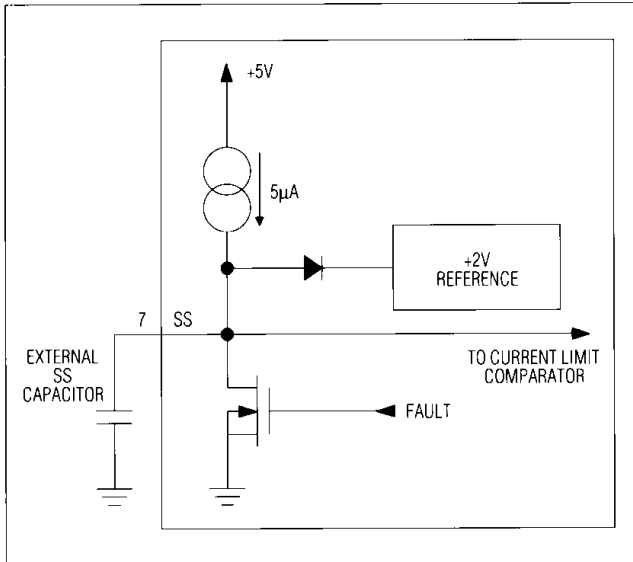 +5V
5µA
+2V
REFERENCE
7 SS
EXTERNAL
SS
CAPACITOR
TO CURRENT LIMIT
COMPARATOR
FAULT